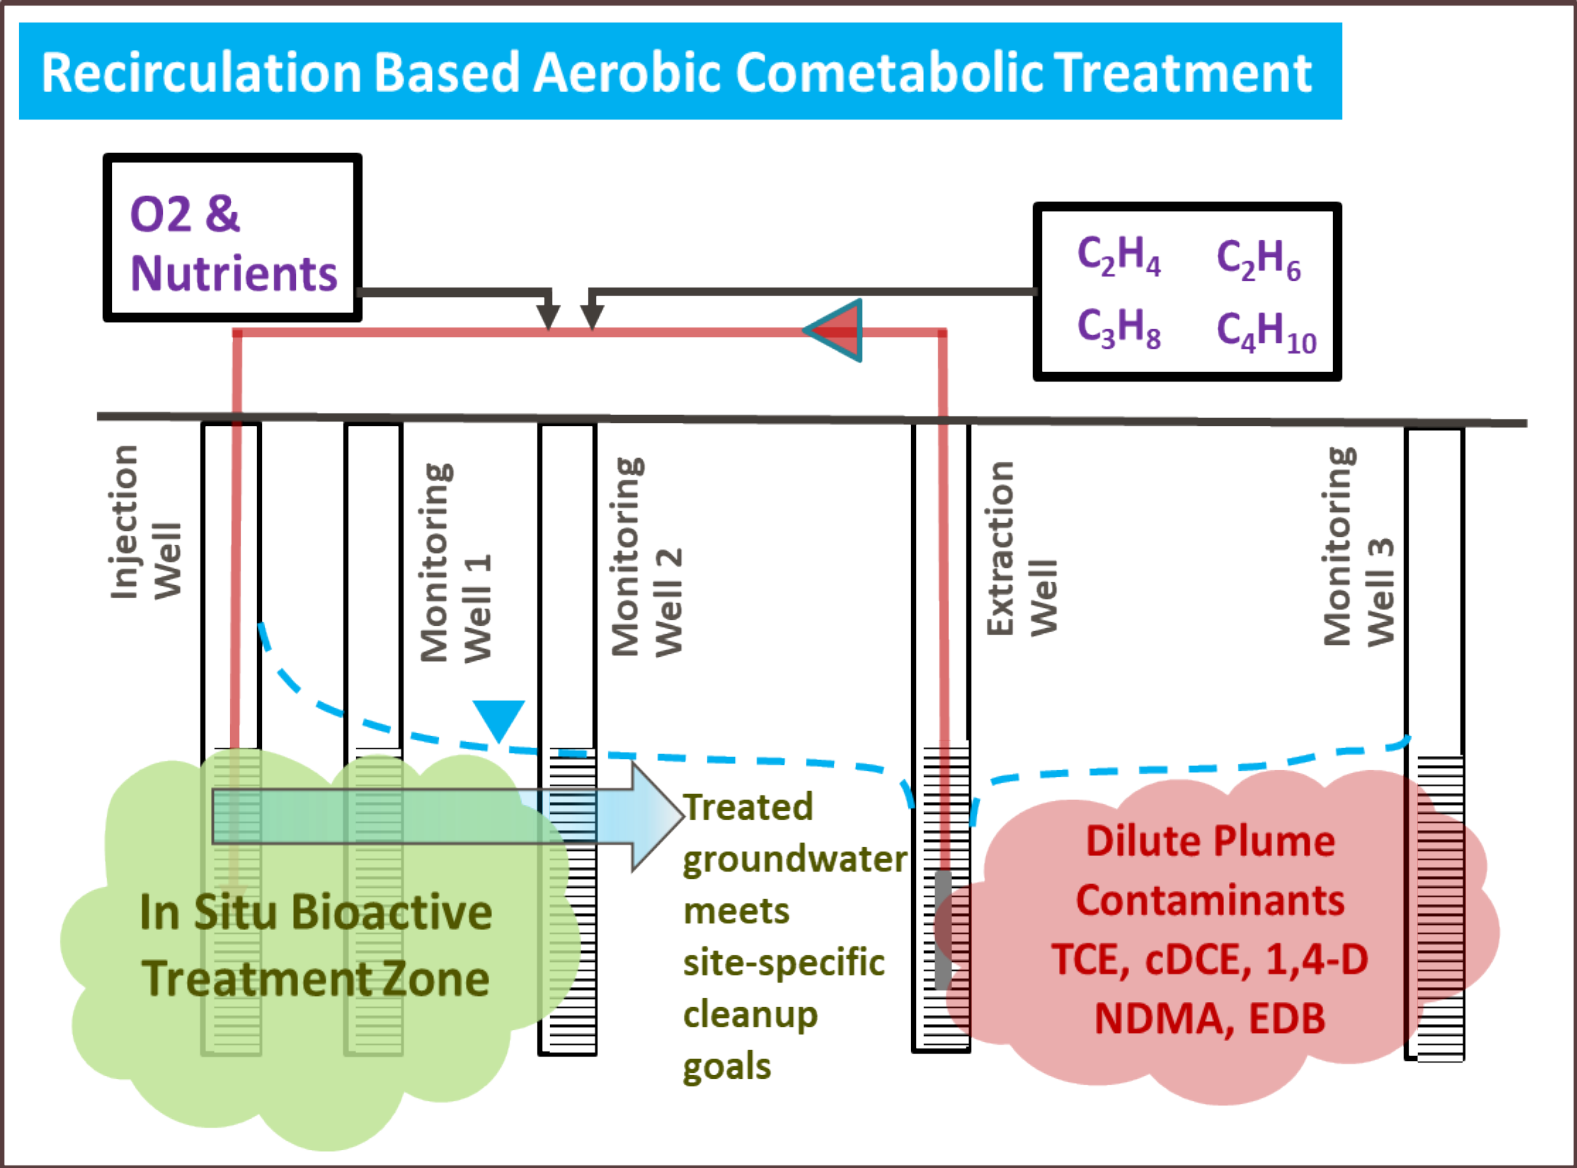 Recirculation Based Aerobic Cometabolic Treatment
O2 &
Nutrients
C₂H₄ C₂H₆
C₃H₈ C₄H₁₀
Injection
Well
Monitoring
Well 1
Monitoring
Well 2
Extraction
Well
Monitoring
Well 3
In Situ Bioactive
Treatment Zone
Treated
groundwater
meets
site-specific
cleanup
goals
Dilute Plume
Contaminants
TCE, cDCE, 1,4-D
NDMA, EDB